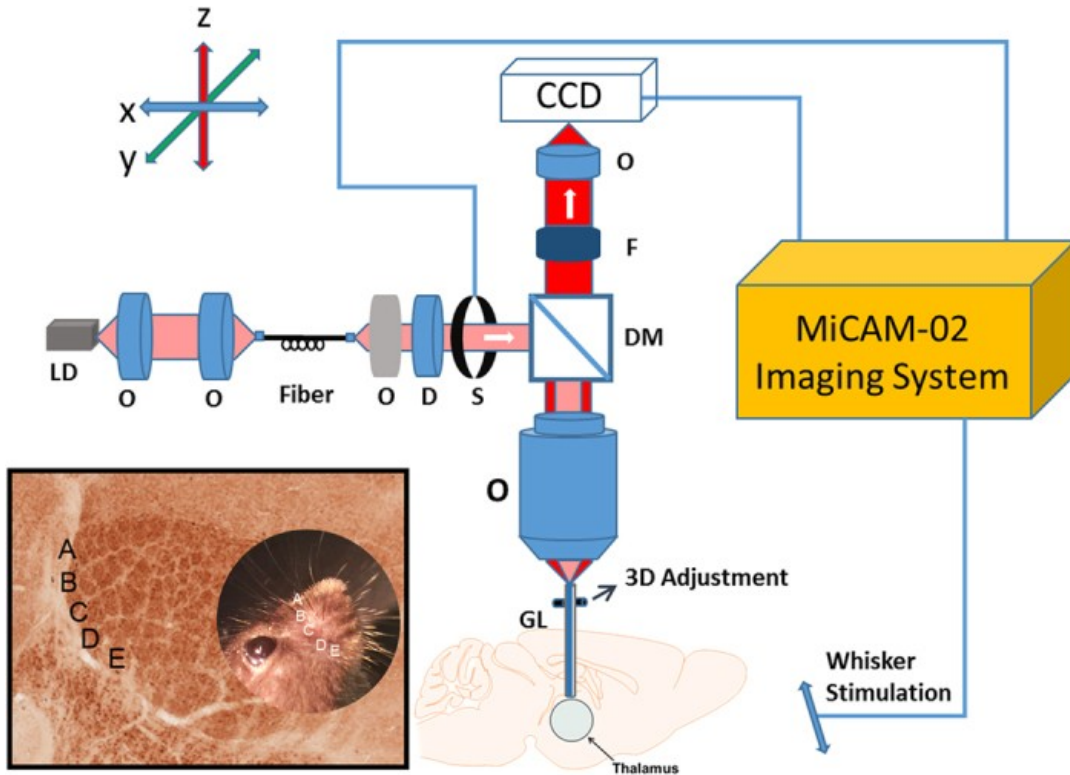 z
x
y
CCD
O
F
DM
MiCAM-02
Imaging System
LD
O
O
Fiber
O
D
S
O
3D Adjustment
GL
Whisker
Stimulation
Thalamus
A
B
C
D
E
A
B
C
D
E